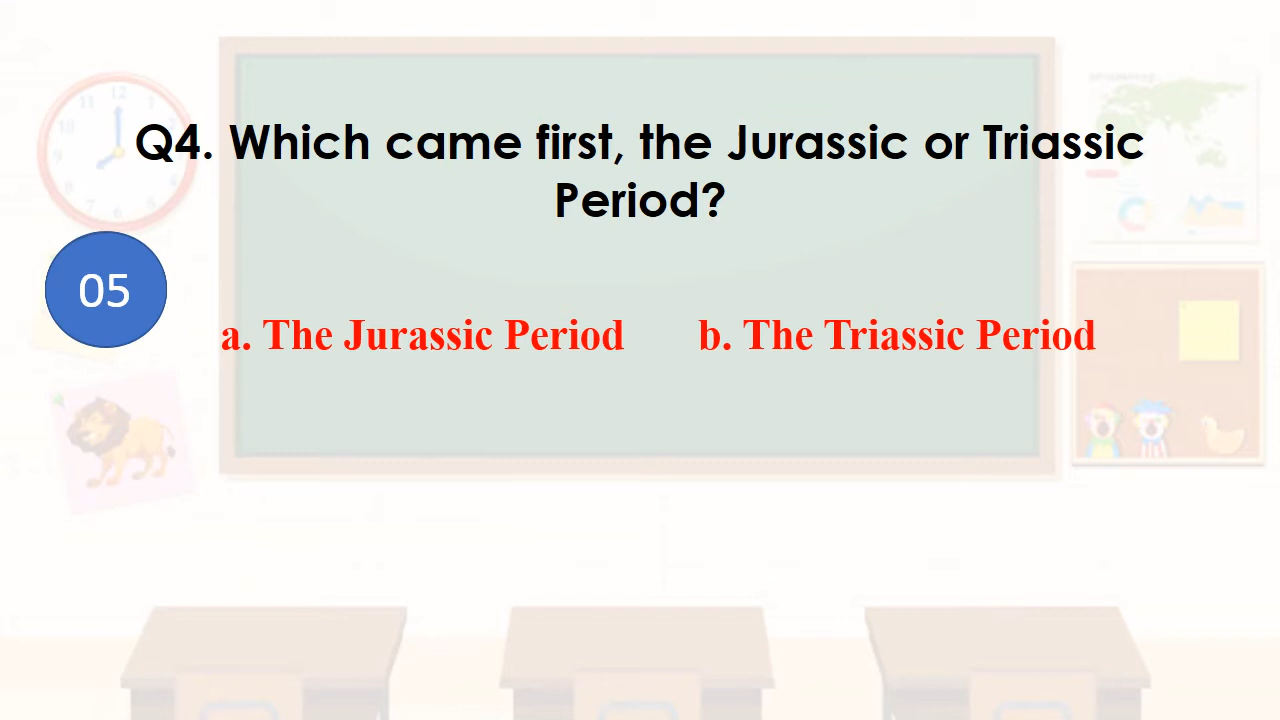 Q4. Which came first, the Jurassic or Triassic
Period?
05
a. The Jurassic Period b. The Triassic Period